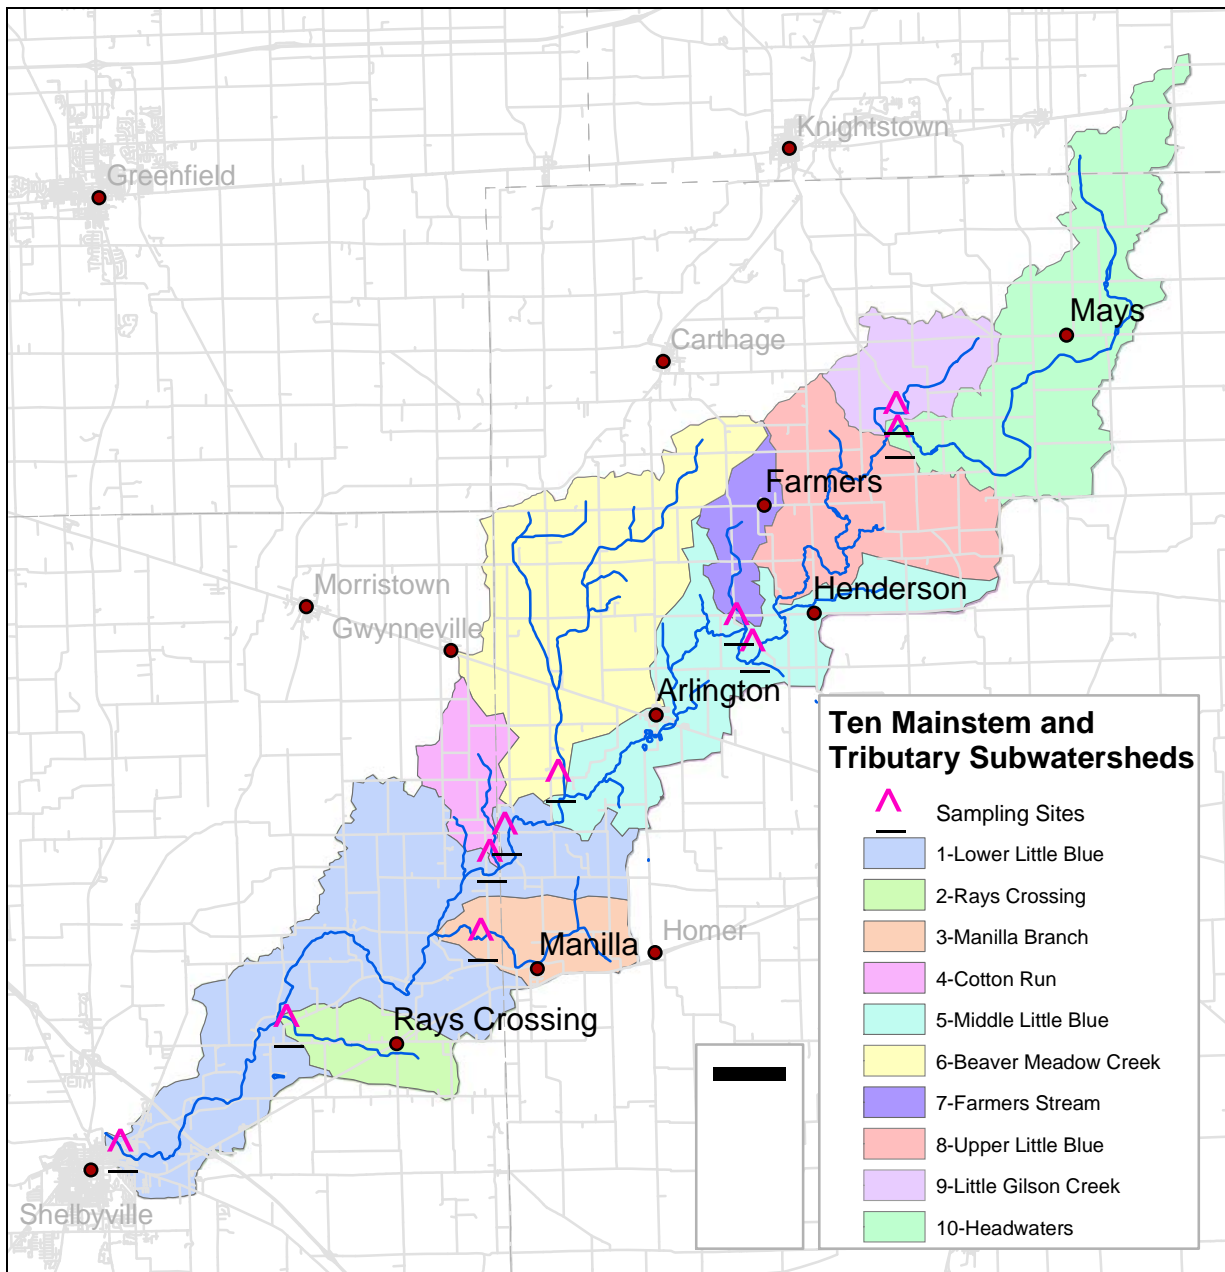 Knightstown
Greenfield
Mays
Carthage
Farmers
Morristown
Henderson
Gwynneville
Arlington
Homer
Manilla
Rays Crossing
Shelbyville
Ten Mainstem and
Tributary Subwatersheds
Sampling Sites
1-Lower Little Blue
2-Rays Crossing
3-Manilla Branch
4-Cotton Run
5-Middle Little Blue
6-Beaver Meadow Creek
7-Farmers Stream
8-Upper Little Blue
9-Little Gilson Creek
10-Headwaters